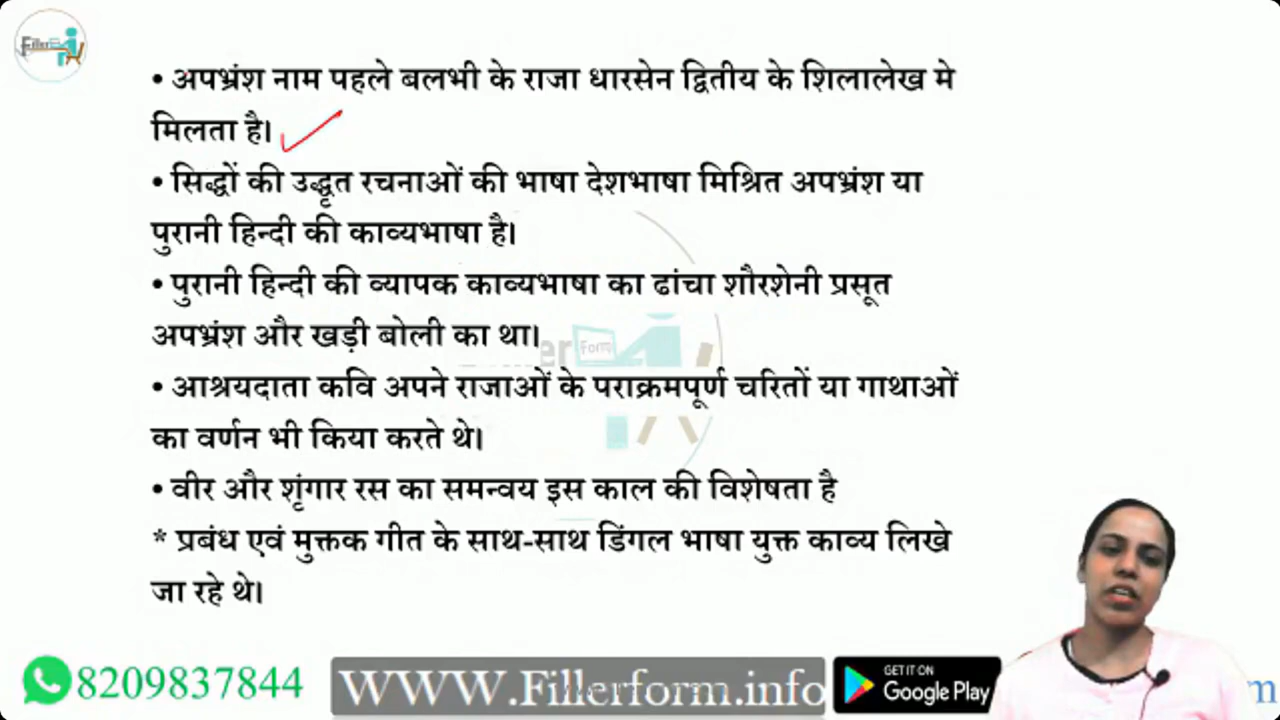 Fillerform
• अपभ्रंश नाम पहले बलभी के राजा धारसेन द्वितीय के शिलालेख मे
मिलता है।
• सिद्धों की उद्धृत रचनाओं की भाषा देशभाषा मिश्रित अपभ्रंश या
पुरानी हिन्दी की काव्यभाषा है।
• पुरानी हिन्दी की व्यापक काव्यभाषा का ढांचा शौरशेनी प्रसूत
अपभ्रंश और खड़ी बोली का था।
• आश्रयदाता कवि अपने राजाओं के पराक्रमपूर्ण चरितों या गाथाओं
का वर्णन भी किया करते थे।
• वीर और शृंगार रस का समन्वय इस काल की विशेषता है
* प्रबंध एवं मुक्तक गीत के साथ-साथ डिंगल भाषा युक्त काव्य लिखे
जा रहे थे।
8209837844
WWW.Fillerform.info
GET IT ON
Google Play